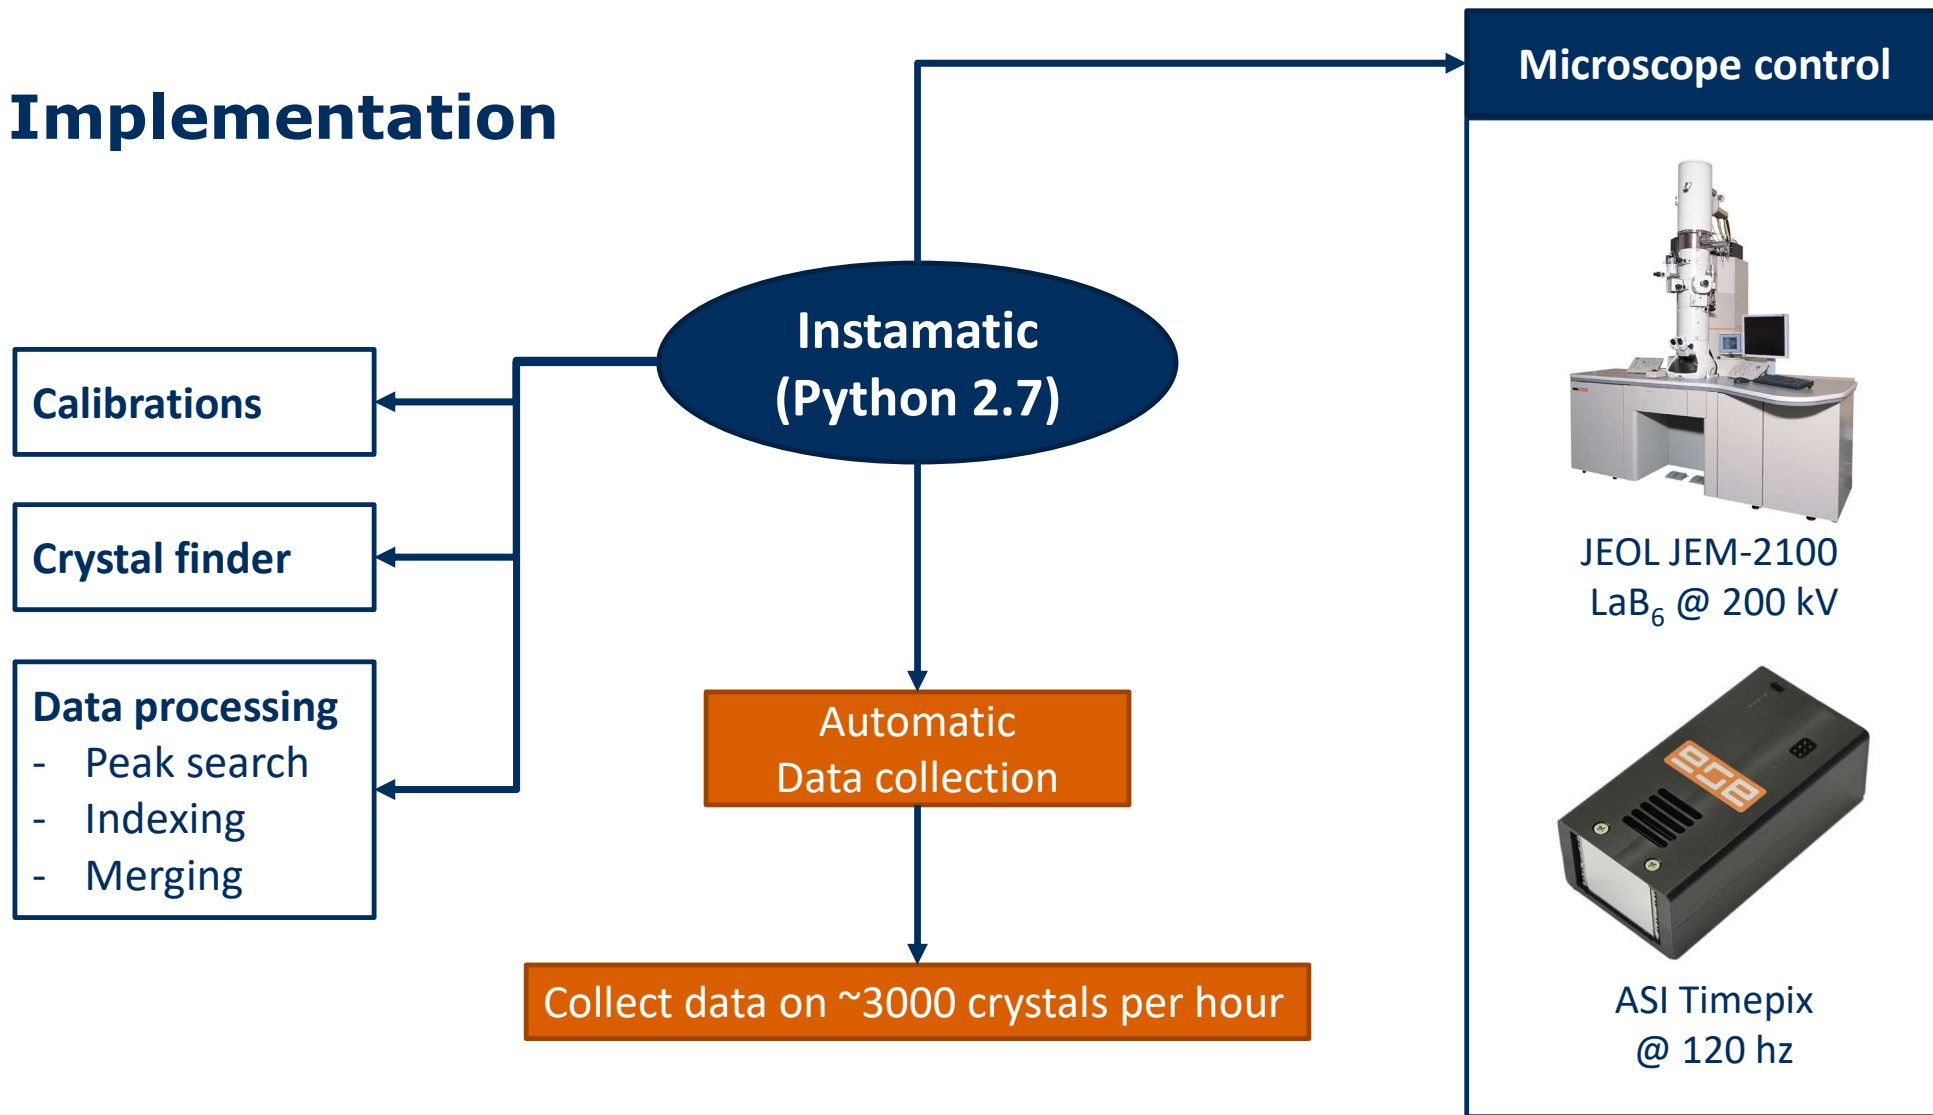 Implementation
Microscope control
Instamatic
(Python 2.7)
Calibrations
Crystal finder
Data processing
- Peak search
- Indexing
- Merging
Automatic
Data collection
Collect data on ~3000 crystals per hour
JEOL JEM-2100
LaB₆ @ 200 kV
ASI Timepix
@ 120 hz